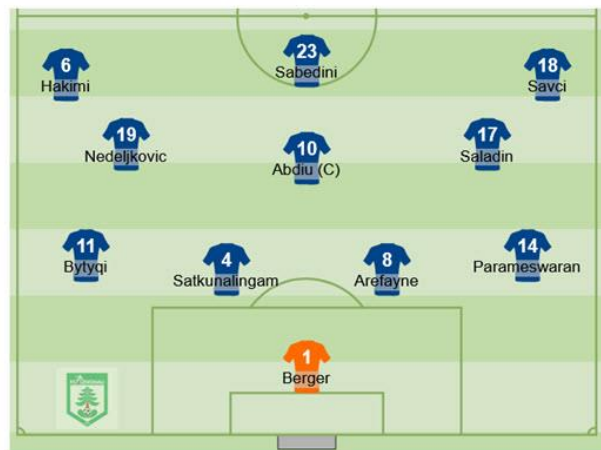 23
Sabedini
6
Hakimi
18
Savci
19
Nedeljkovic
10
Abdiu (C)
17
Saladin
11
Bytyqi
4
Satkunalingam
8
Arefayne
14
Parameswaran
1
Berger